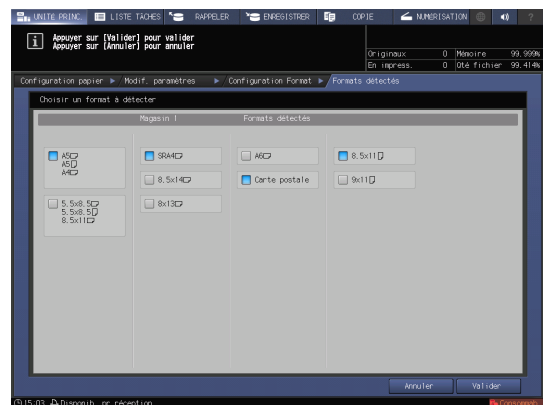 UNITE PRINC. LISTE TÂCHES RAPPELER ENREGISTRER COPIE NUMÉRISATION ?
Appuyer sur [Valider] pour valider
Appuyer sur [Annuler] pour annuler
Originaux 0 Mémoire 99.999%
En impress. 0 Qté fichier 99.414%
Configuration papier Modif. paramètres Configuration Format Formats détectés
Choisir un format à détecter
Magasin 1 Formats détectés
A5 SRA4 A6 8.5x11
A5
A4
8.5x14 Carte postale 9x11
5.5x8.5 8x13
5.5x8.5
8.5x11
Annuler Valider
15:03 Disponib. pr réception Consommab.